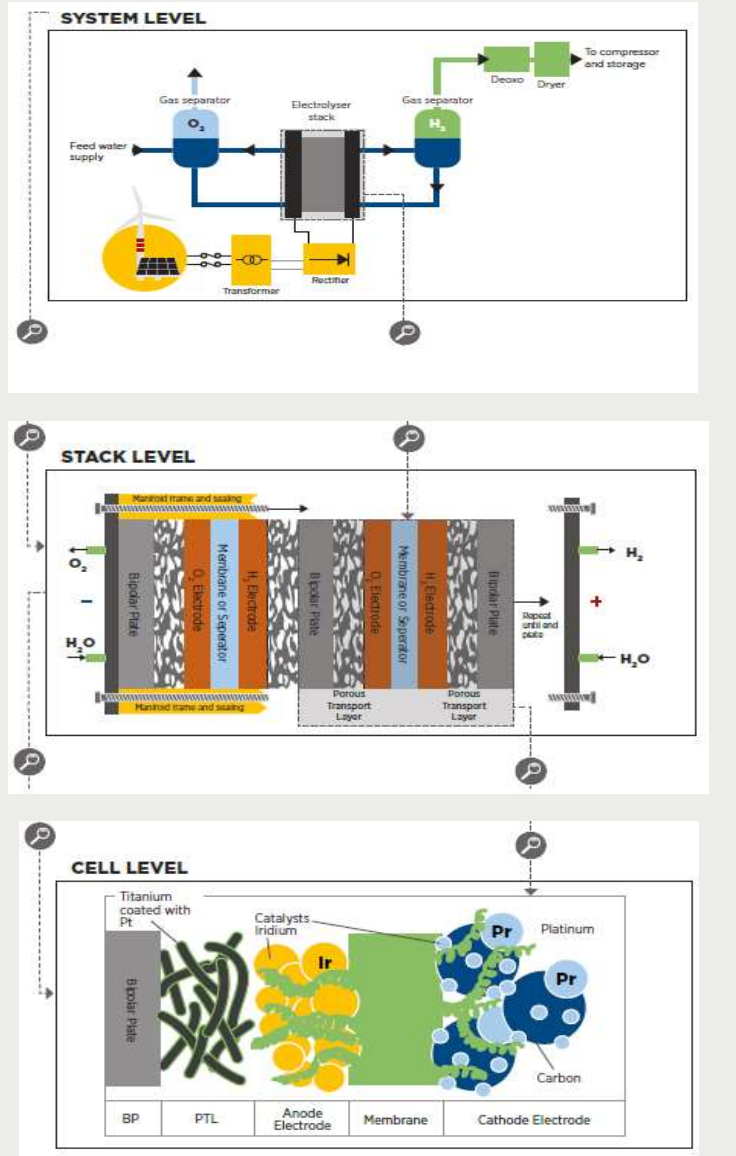 SYSTEM LEVEL
To compressor
and storage
Deoxo
Dryer
Gas separator
Electrolyser
stack
Gas separator
O2
H2
Feed water
supply
Rectifier
Transformer
STACK LEVEL
Manifold frame and sealing
O2
H2
Bipolar Plate
O2 Electrode
Membrane or Seperator
H2 Electrode
Bipolar Plate
O2 Electrode
Membrane or Seperator
H2 Electrode
Bipolar Plate
–
+
Repeat
until end
plate
H2O
H2O
Manifold frame and sealing
Porous
Transport
Layer
Porous
Transport
Layer
CELL LEVEL
Titanium
coated with
Pt
Catalysts
Iridium
Ir
Pr
Platinum
Pr
Bipolar Plate
Carbon
BP
PTL
Anode
Electrode
Membrane
Cathode Electrode